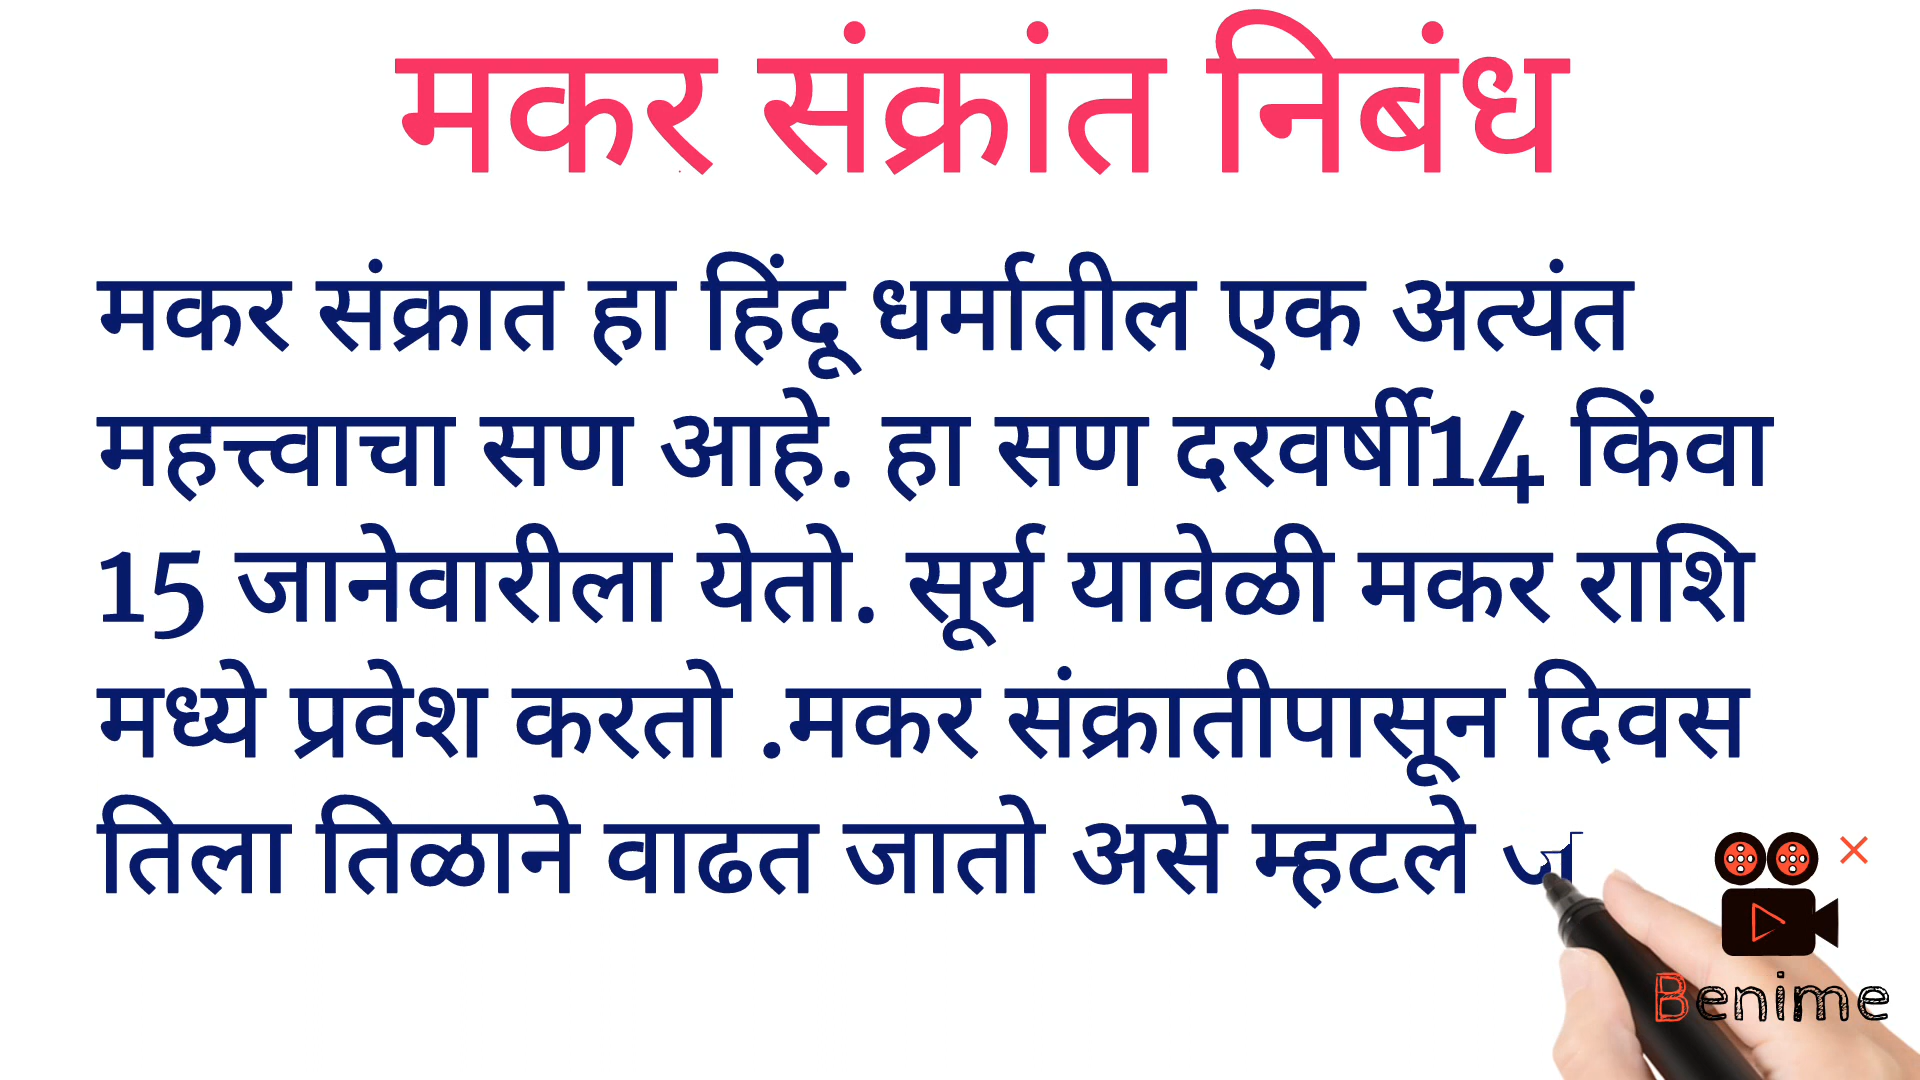 मकर संक्रांत निबंध
मकर संक्रात हा हिंदू धर्मातील एक अत्यंत
महत्त्वाचा सण आहे. हा सण दरवर्षी14 किंवा
15 जानेवारीला येतो. सूर्य यावेळी मकर राशि
मध्ये प्रवेश करतो .मकर संक्रातीपासून दिवस
तिला तिळाने वाढत जातो असे म्हटले
Benime